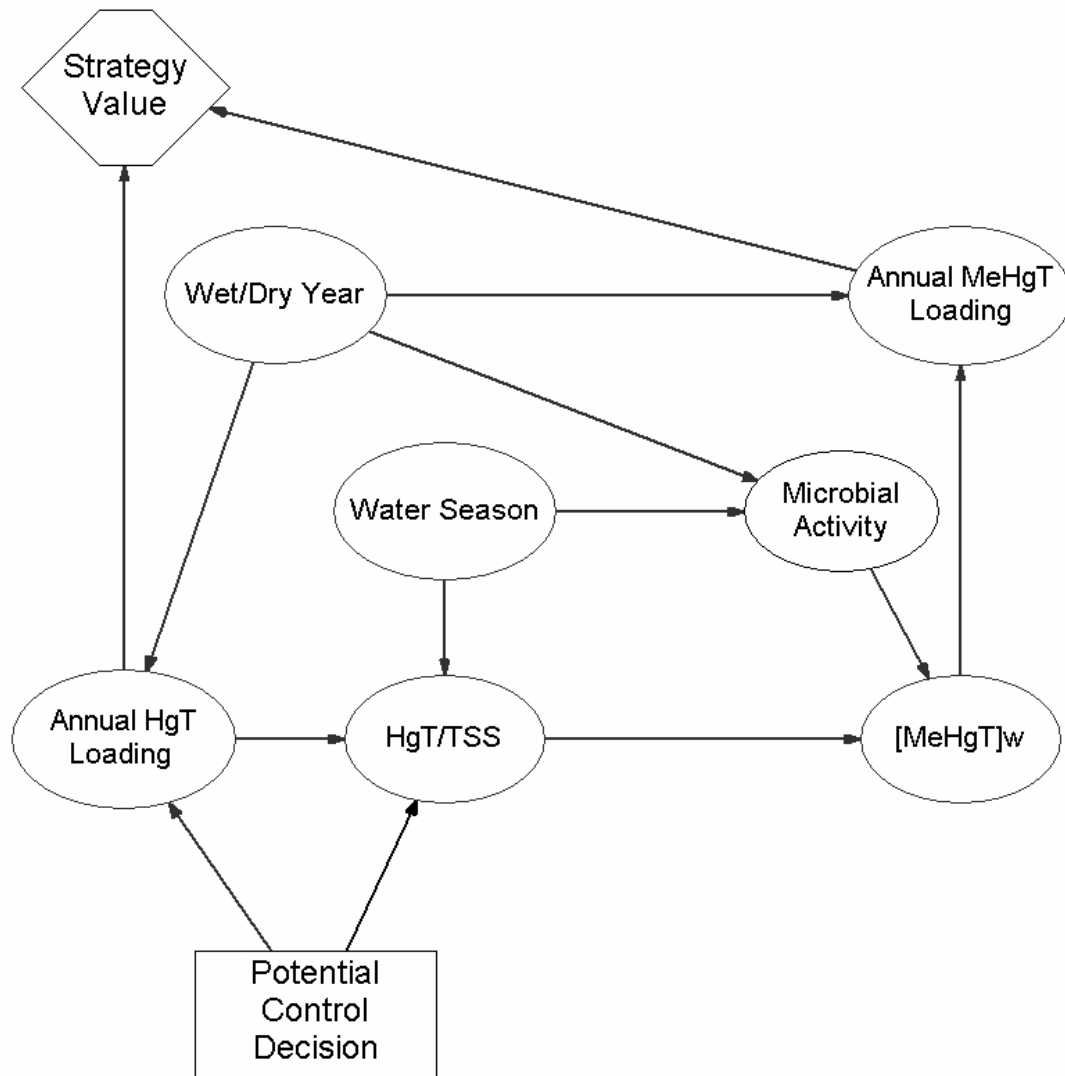 Strategy
Value
Wet/Dry Year
Annual MeHgT
Loading
Water Season
Microbial
Activity
Annual HgT
Loading
HgT/TSS
[MeHgT]w
Potential
Control
Decision